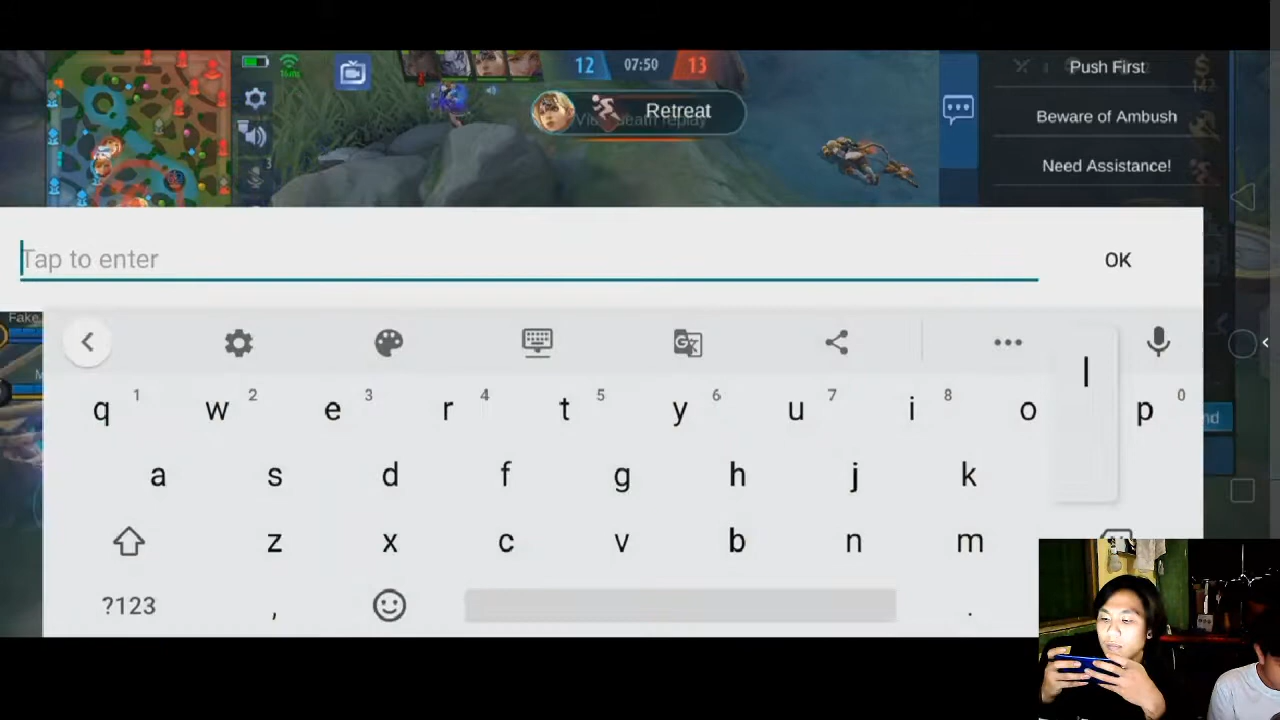 12 07:50 13
Retreat
Push First
Beware of Ambush
Need Assistance!
Tap to enter
OK
Fake
q 1 w 2 e 3 r 4 t 5 y 6 u 7 i 8 o p 0
l
a s d f g h j k
z x c v b n m
?123 , .